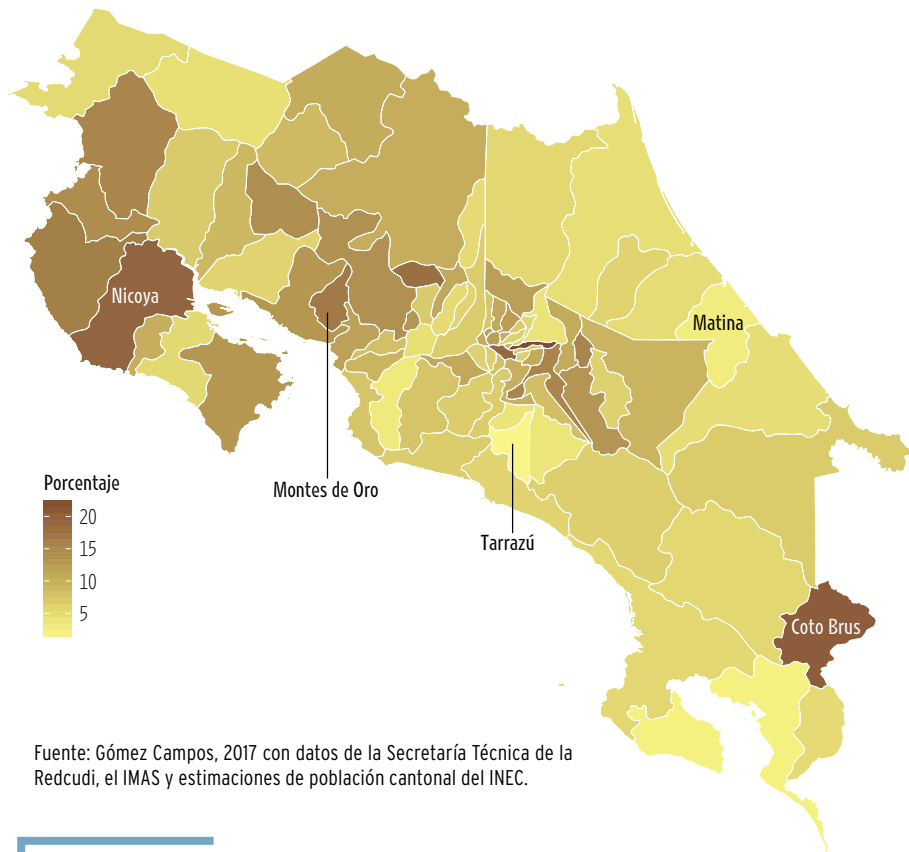 Nicoya
Matina
Montes de Oro
Tarrazú
Coto Brus
Porcentaje
20
15
10
5
Fuente: Gómez Campos, 2017 con datos de la Secretaría Técnica de la
Redcudi, el IMAS y estimaciones de población cantonal del INEC.